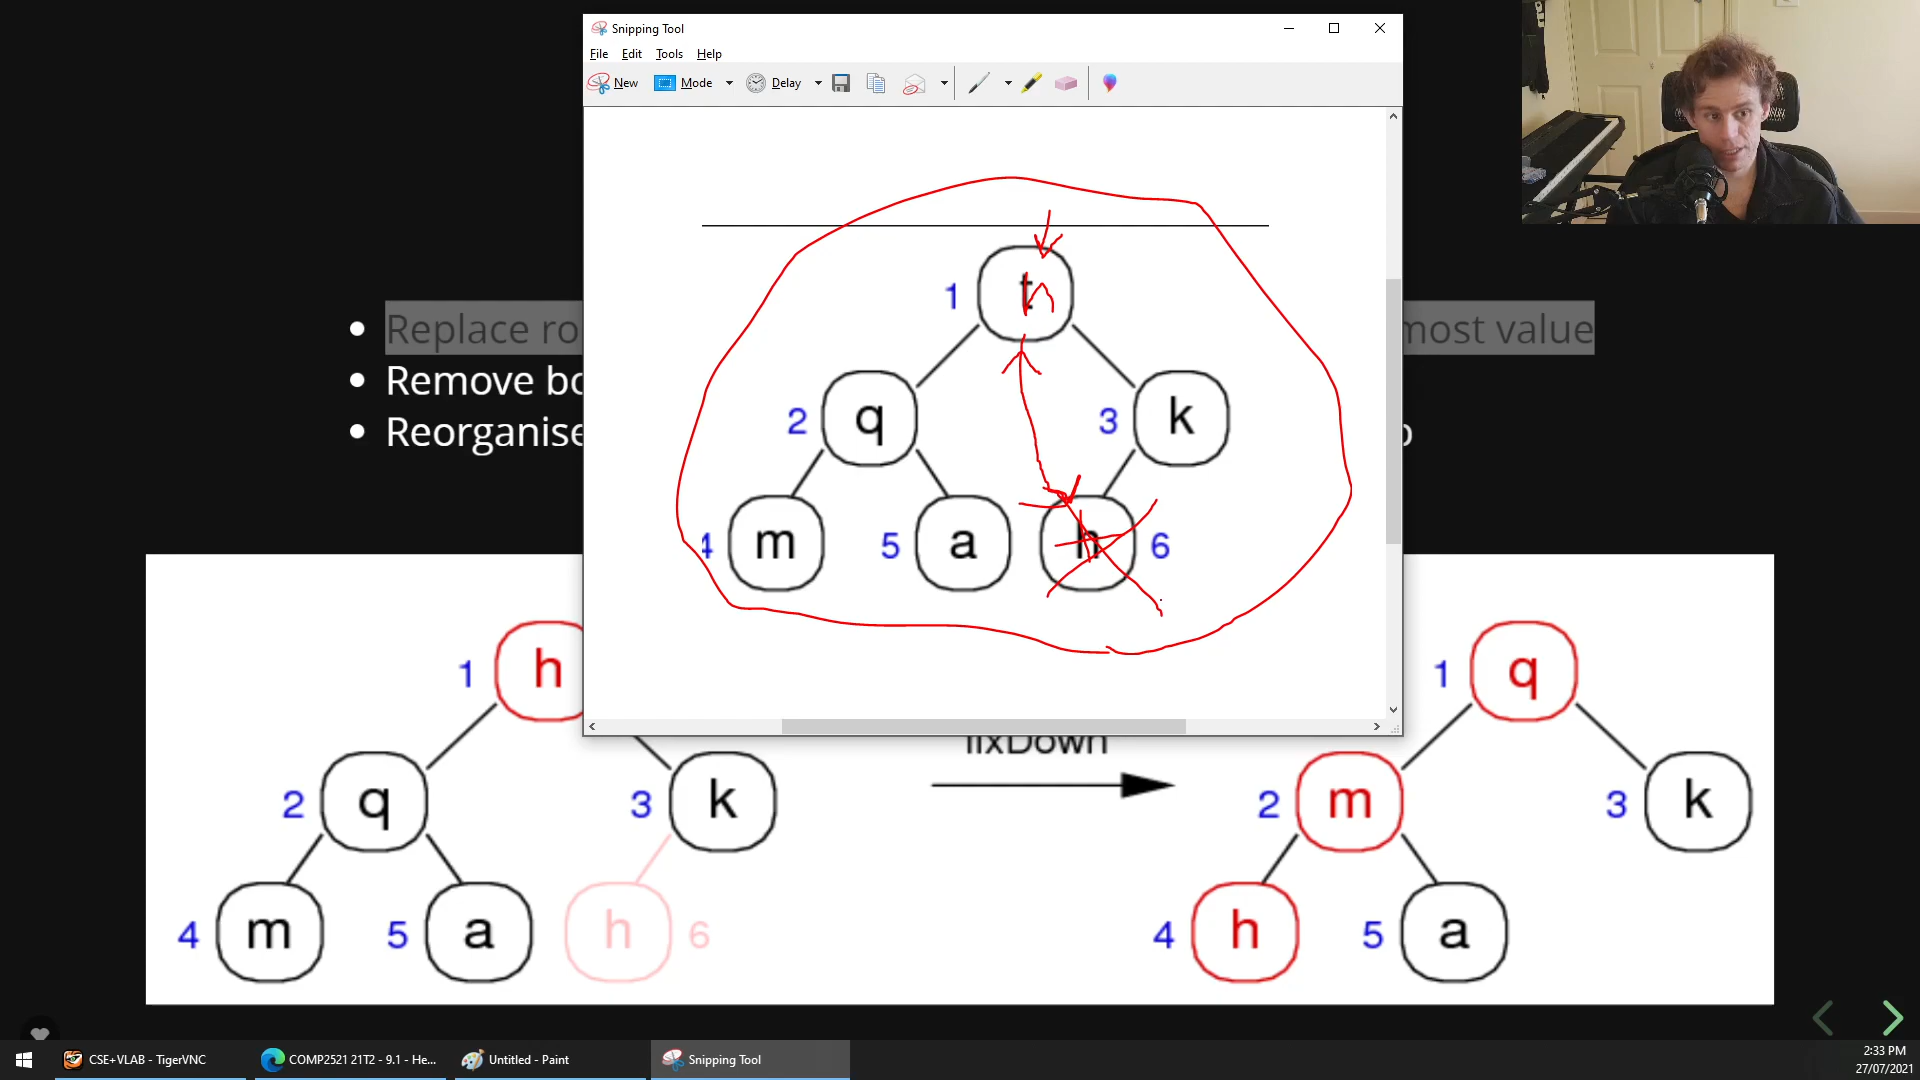 Snipping Tool
File Edit Tools Help
New Mode Delay
1 t h
2 q 3 k
4 m 5 a h 6
Replace ro most value
Remove bo
Reorganise p
1 h
2 q 3 k
4 m 5 a h 6
fixDown
1 q
2 m 3 k
4 h 5 a
CSE+VLAB - TigerVNC COMP2521 21T2 - 9.1 - He... Untitled - Paint Snipping Tool
2:33 PM
27/07/2021